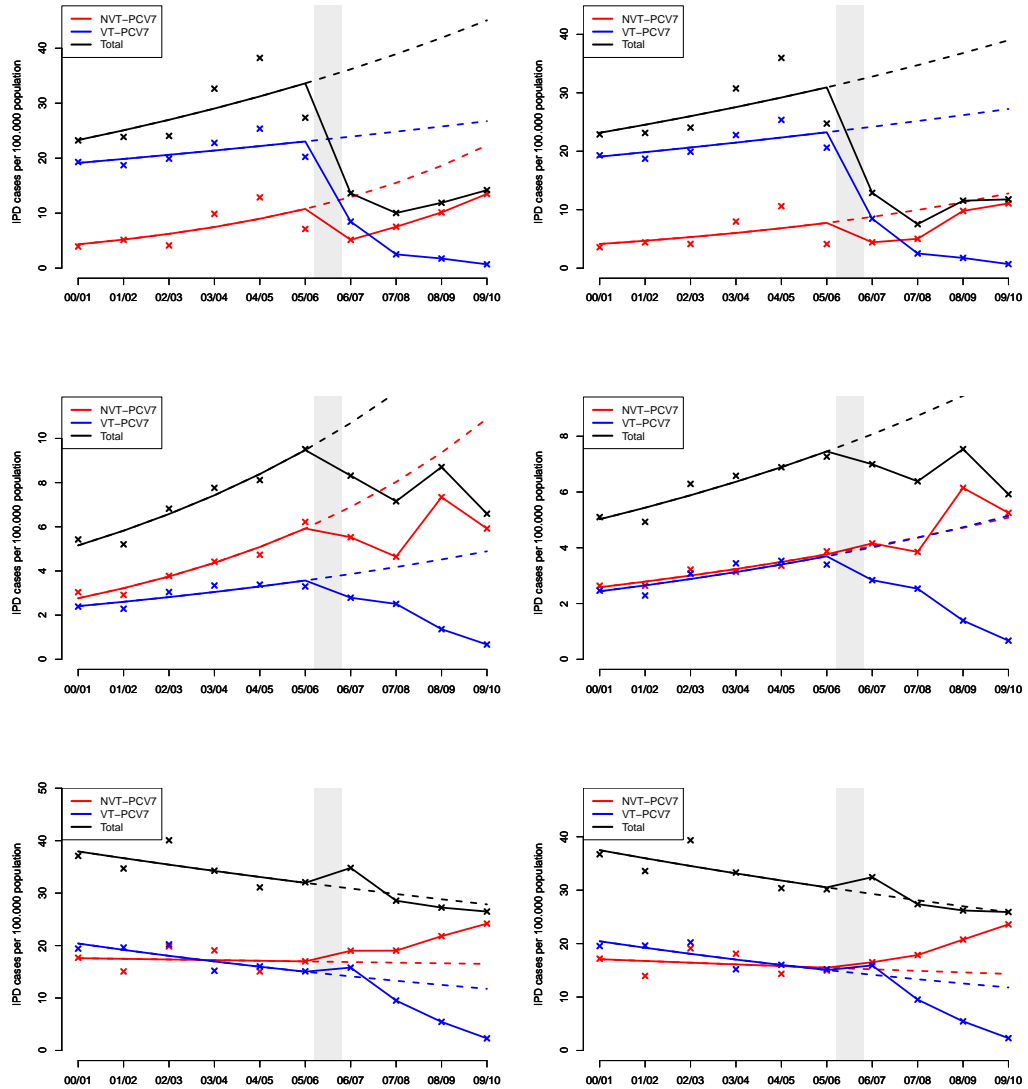 NVT−PCV7
VT−PCV7
Total
IPD cases per 100.000 population
0 10 20 30 40
00/01 01/02 02/03 03/04 04/05 05/06 06/07 07/08 08/09 09/10
NVT−PCV7
VT−PCV7
Total
IPD cases per 100.000 population
0 10 20 30 40
00/01 01/02 02/03 03/04 04/05 05/06 06/07 07/08 08/09 09/10
NVT−PCV7
VT−PCV7
Total
IPD cases per 100.000 population
0 2 4 6 8 10
00/01 01/02 02/03 03/04 04/05 05/06 06/07 07/08 08/09 09/10
NVT−PCV7
VT−PCV7
Total
IPD cases per 100.000 population
0 2 4 6 8
00/01 01/02 02/03 03/04 04/05 05/06 06/07 07/08 08/09 09/10
NVT−PCV7
VT−PCV7
Total
IPD cases per 100.000 population
0 10 20 30 40 50
00/01 01/02 02/03 03/04 04/05 05/06 06/07 07/08 08/09 09/10
NVT−PCV7
VT−PCV7
Total
IPD cases per 100.000 population
0 10 20 30 40 50
00/01 01/02 02/03 03/04 04/05 05/06 06/07 07/08 08/09 09/10